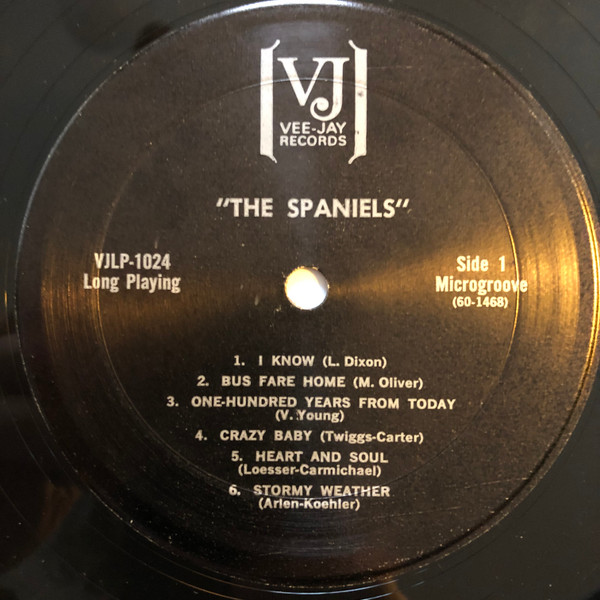 VJ
VEE-JAY
RECORDS
"THE SPANIELS"
VJLP-1024
Long Playing
Side 1
Microgroove
(60-1468)
1. I KNOW (L. Dixon)
2. BUS FARE HOME (M. Oliver)
3. ONE-HUNDRED YEARS FROM TODAY
(V. Young)
4. CRAZY BABY (Twiggs-Carter)
5. HEART AND SOUL
(Loesser-Carmichael)
6. STORMY WEATHER
(Arlen-Koehler)